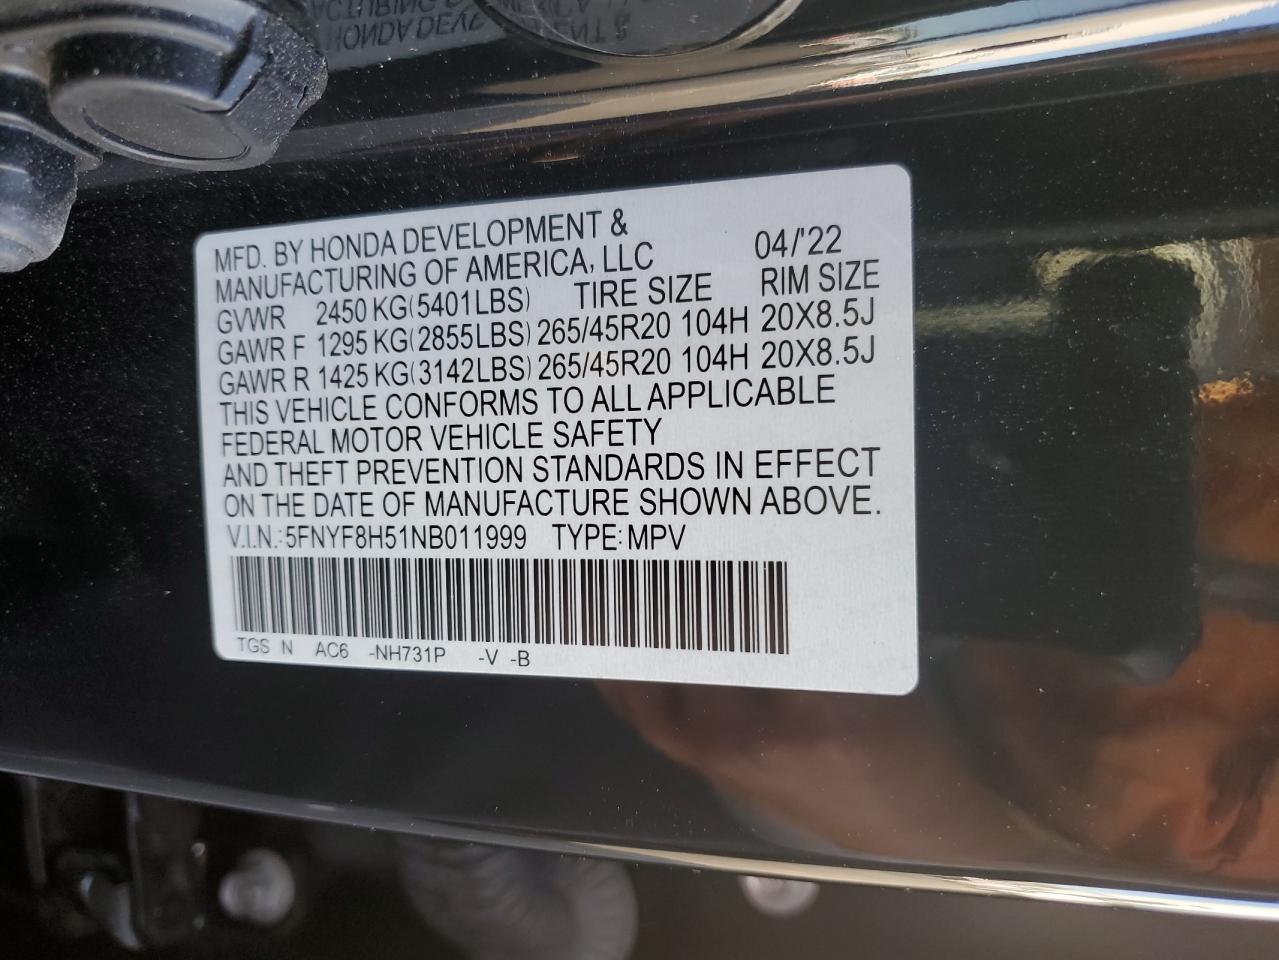 MFD. BY HONDA DEVELOPMENT &
MANUFACTURING OF AMERICA, LLC 04/'22
GVWR 2450 KG(5401LBS) TIRE SIZE RIM SIZE
GAWR F 1295 KG(2855LBS) 265/45R20 104H 20X8.5J
GAWR R 1425 KG(3142LBS) 265/45R20 104H 20X8.5J
THIS VEHICLE CONFORMS TO ALL APPLICABLE
FEDERAL MOTOR VEHICLE SAFETY
AND THEFT PREVENTION STANDARDS IN EFFECT
ON THE DATE OF MANUFACTURE SHOWN ABOVE.
V.I.N.: 5FNYF8H51NB011999 TYPE: MPV
TGS N AC6 -NH731P -V -B